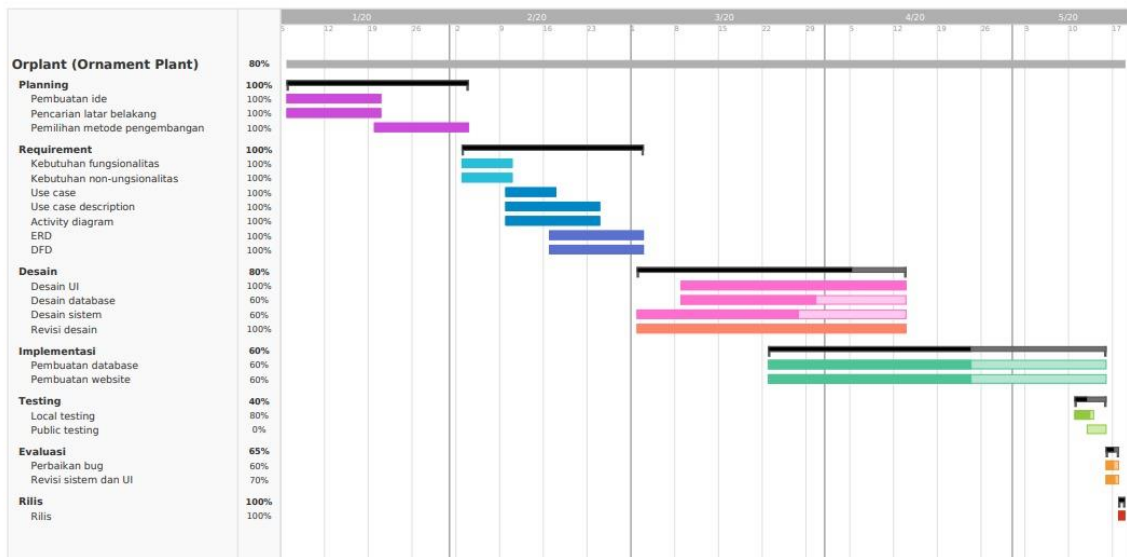 1/20 2/20 3/20 4/20 5/20
5 12 19 26 2 9 16 23 1 8 15 22 29 5 12 19 26 3 10 17
Orplant (Ornament Plant) 80%
Planning 100%
Pembuatan ide 100%
Pencarian latar belakang 100%
Pemilihan metode pengembangan 100%
Requirement 100%
Kebutuhan fungsionalitas 100%
Kebutuhan non-ungsionalitas 100%
Use case 100%
Use case description 100%
Activity diagram 100%
ERD 100%
DFD 100%
Desain 80%
Desain UI 100%
Desain database 60%
Desain sistem 60%
Revisi desain 100%
Implementasi 60%
Pembuatan database 60%
Pembuatan website 60%
Testing 40%
Local testing 80%
Public testing 0%
Evaluasi 65%
Perbaikan bug 60%
Revisi sistem dan UI 70%
Rilis 100%
Rilis 100%